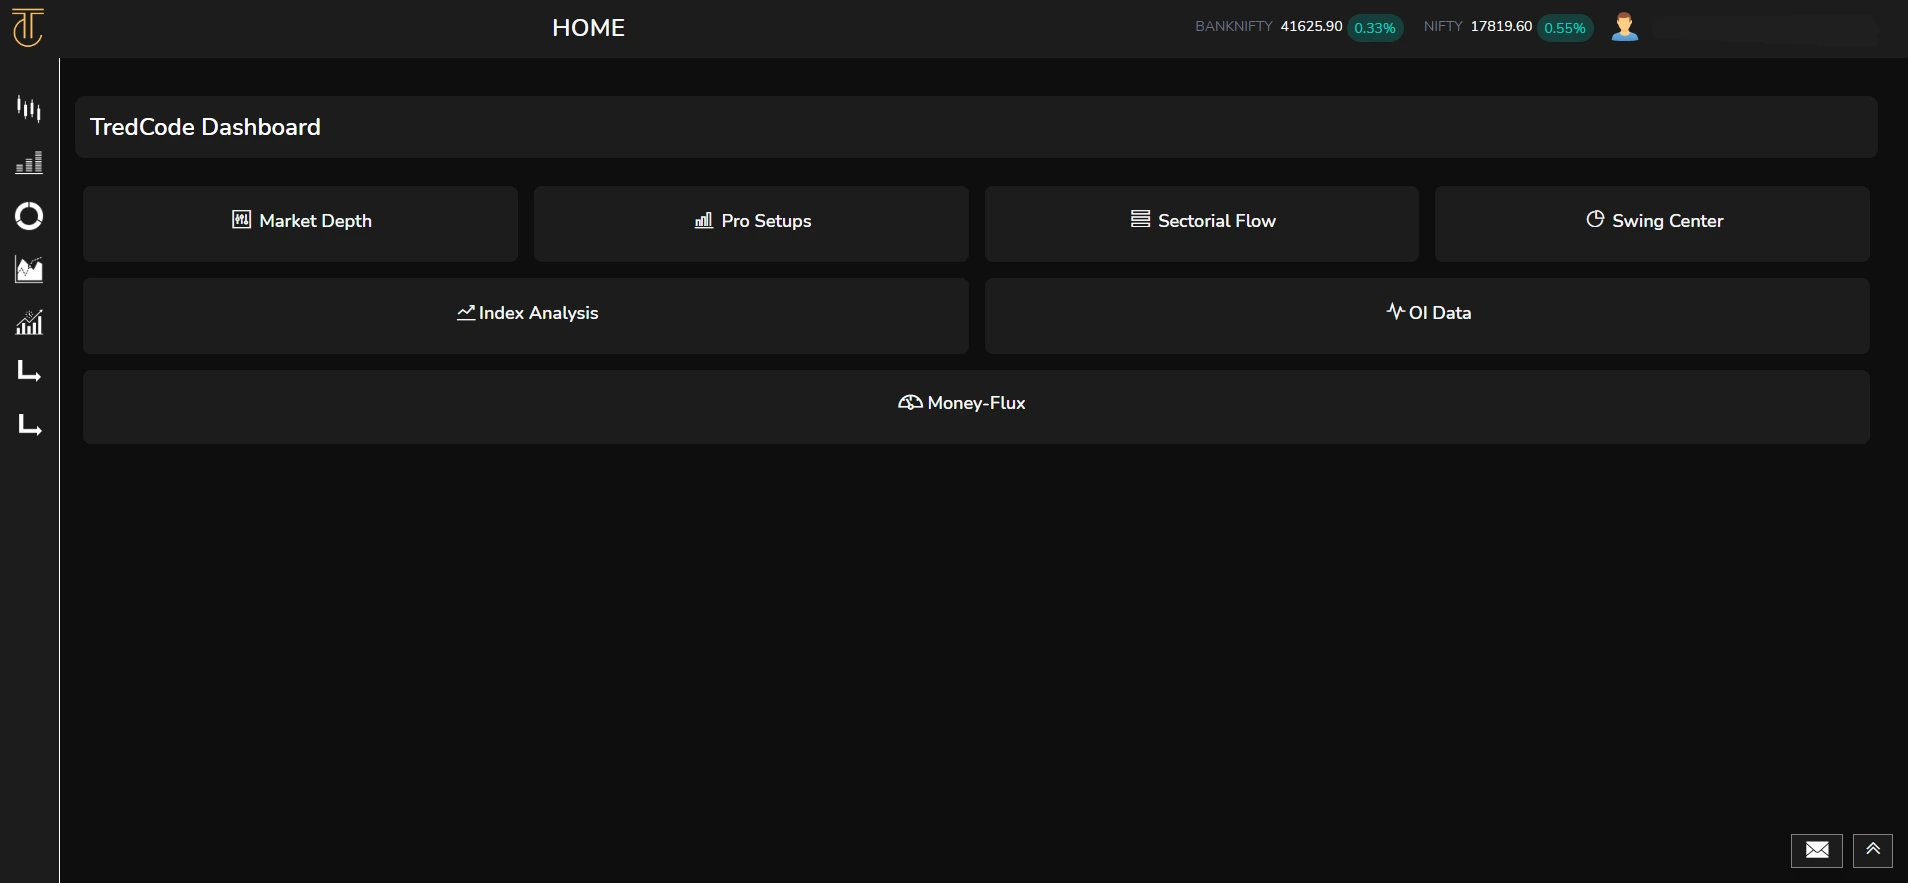 HOME
BANKNIFTY 41625.90 0.33% NIFTY 17819.60 0.55%
TredCode Dashboard
Market Depth
Pro Setups
Sectorial Flow
Swing Center
Index Analysis
OI Data
Money-Flux